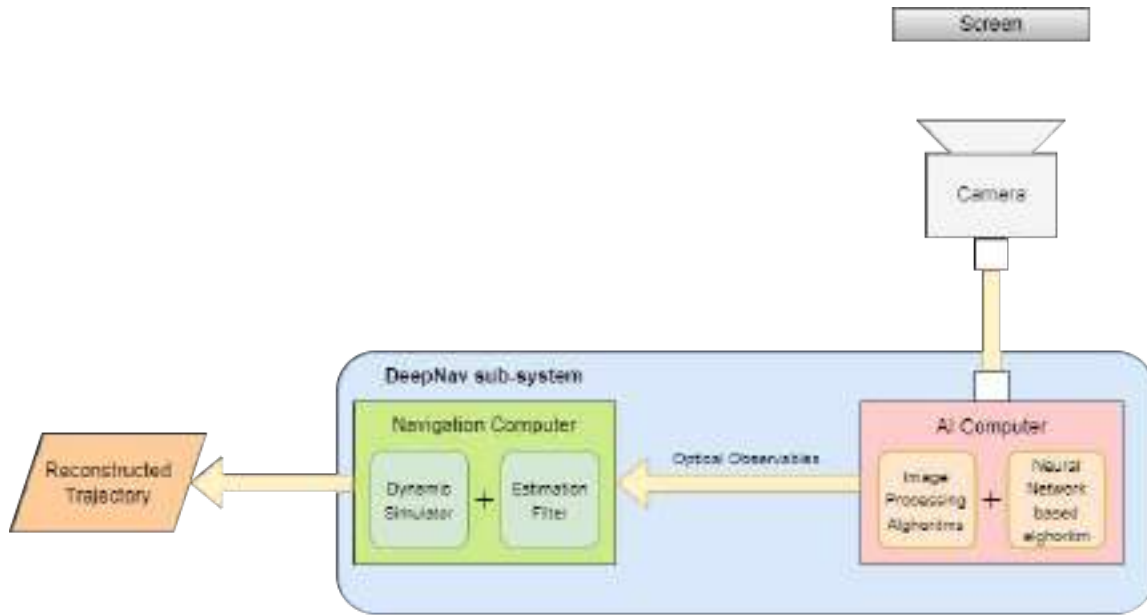 Screen
Camera
DeepNav sub-system
Navigation Computer
Dynamic
Simulator
+
Estimation
Filter
Optical Observables
AI Computer
Image
Processing
Alghoritms
+
Neural
Network
based
alghoritm
Reconstructed
Trajectory